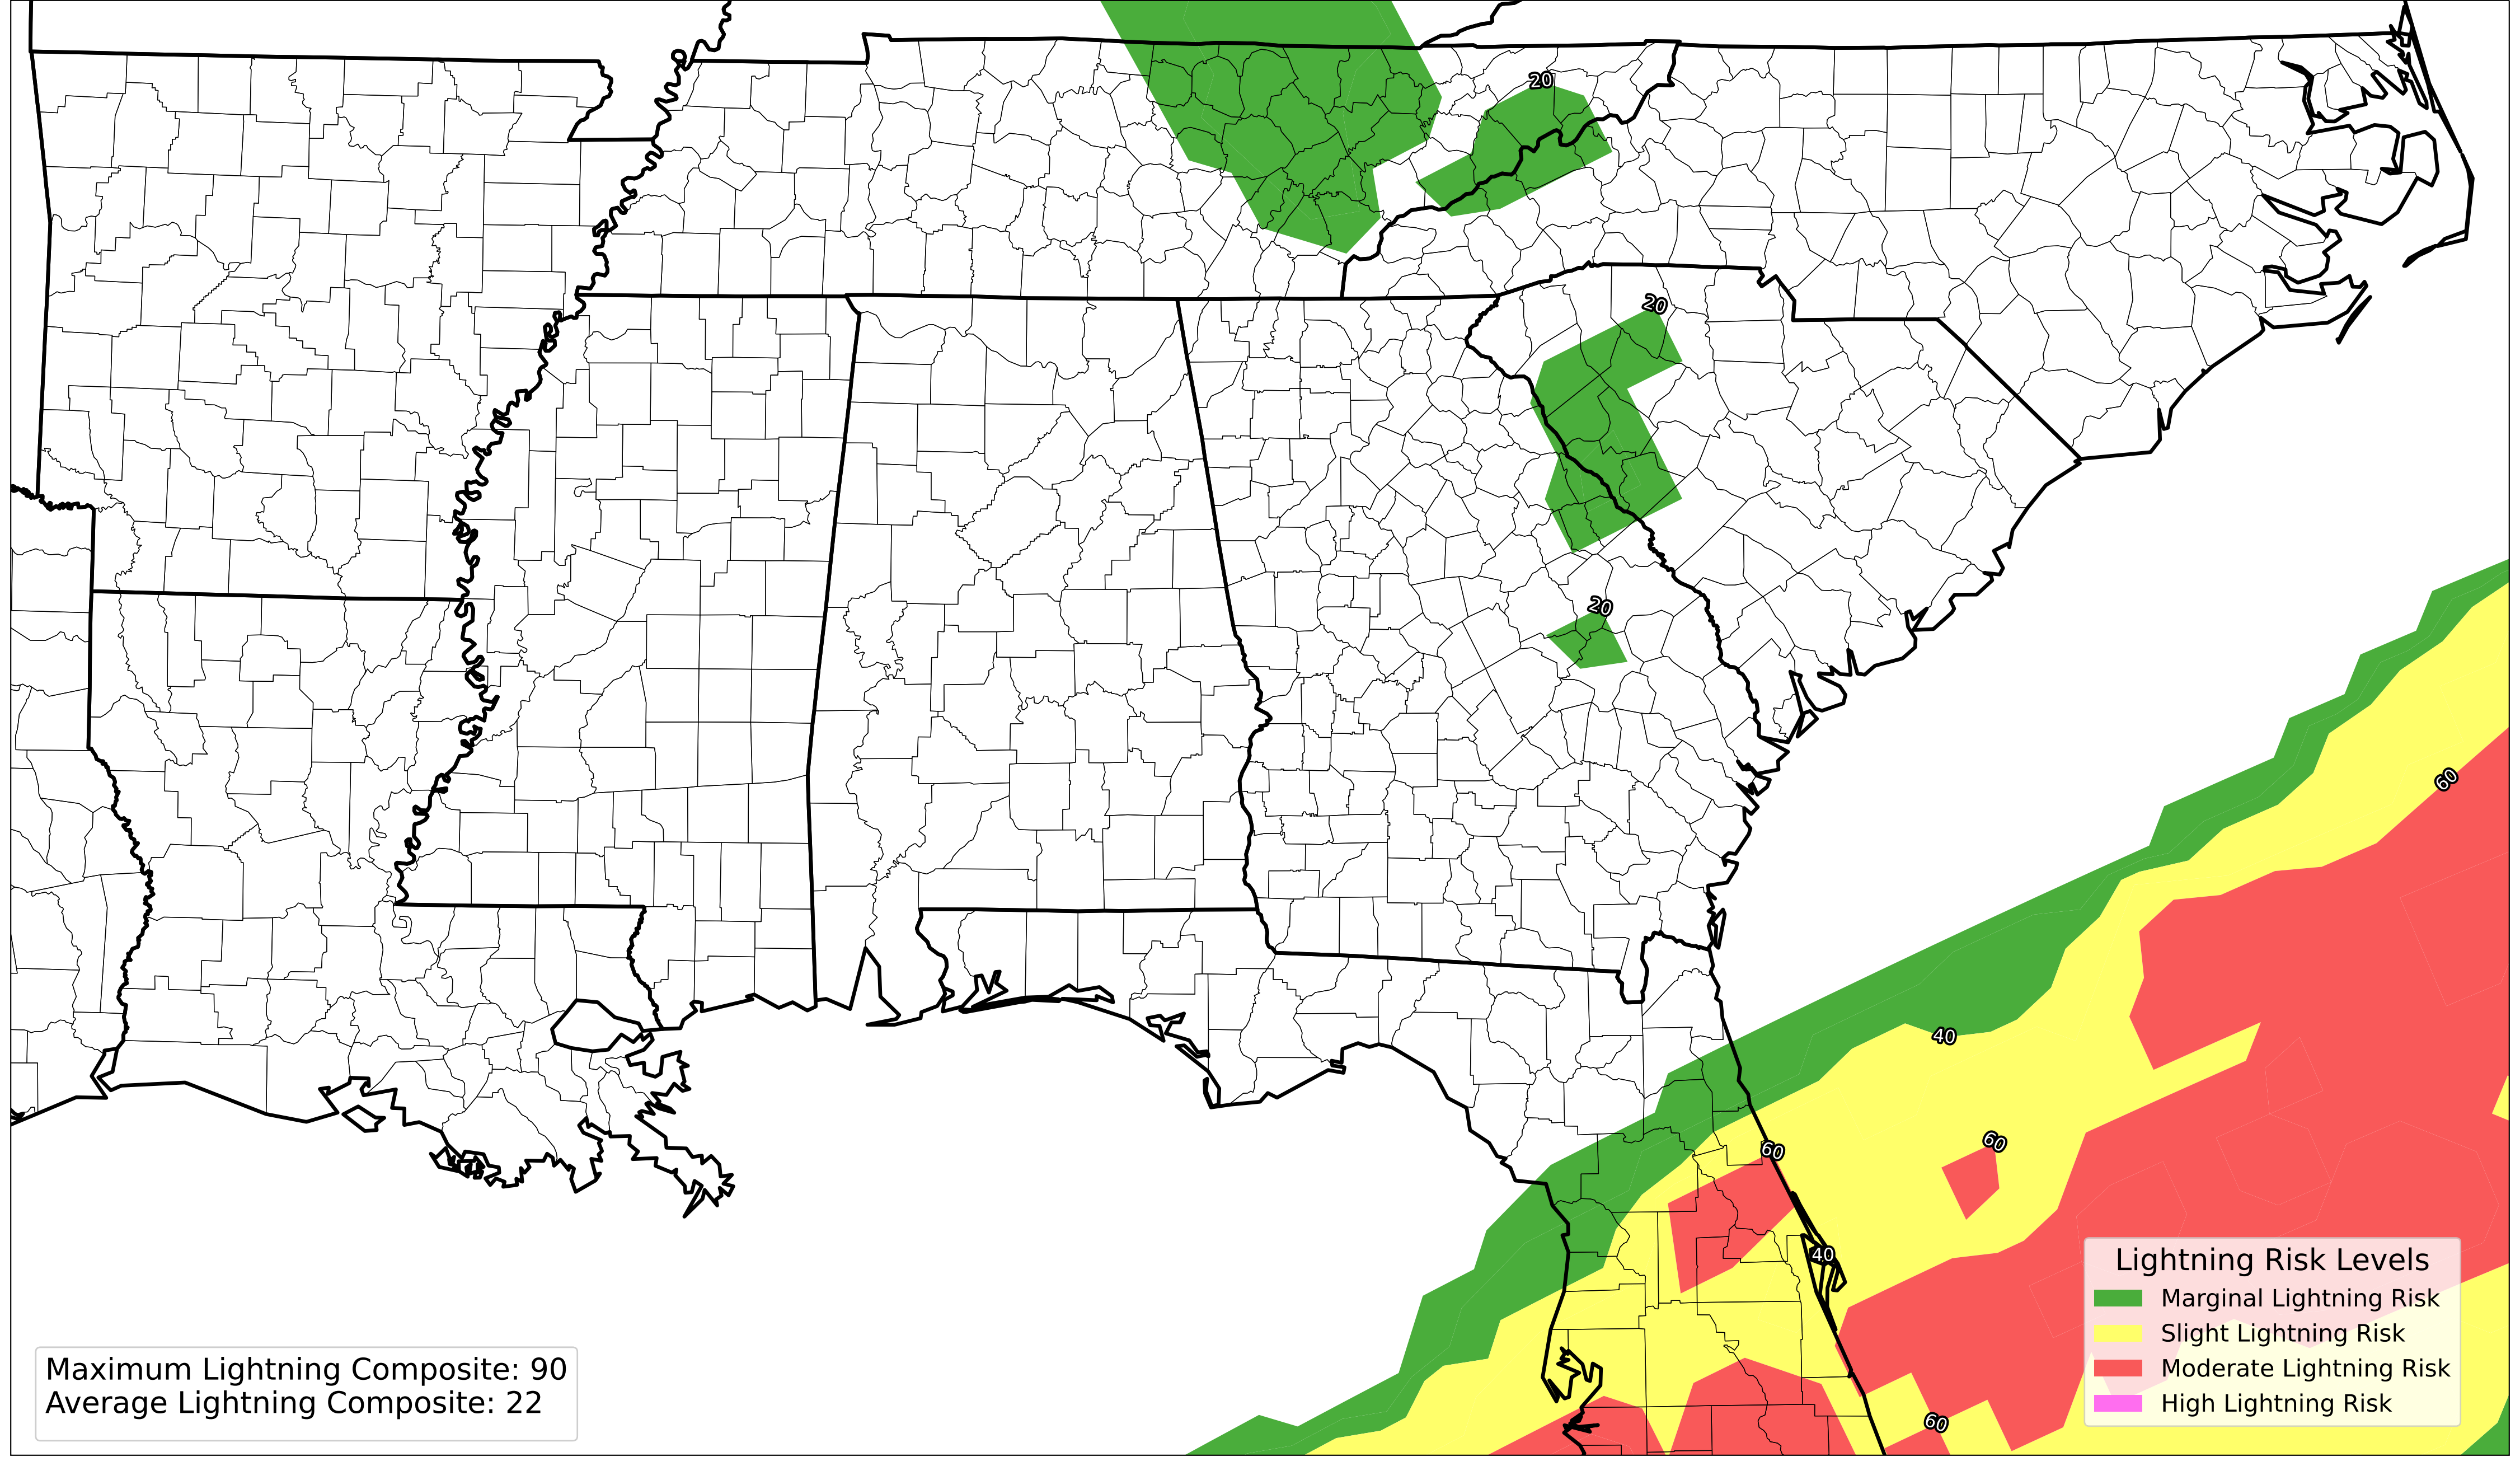 20
20
20
60
40
60
60
40
60
Lightning Risk Levels
Marginal Lightning Risk
Slight Lightning Risk
Moderate Lightning Risk
High Lightning Risk
Maximum Lightning Composite: 90
Average Lightning Composite: 22